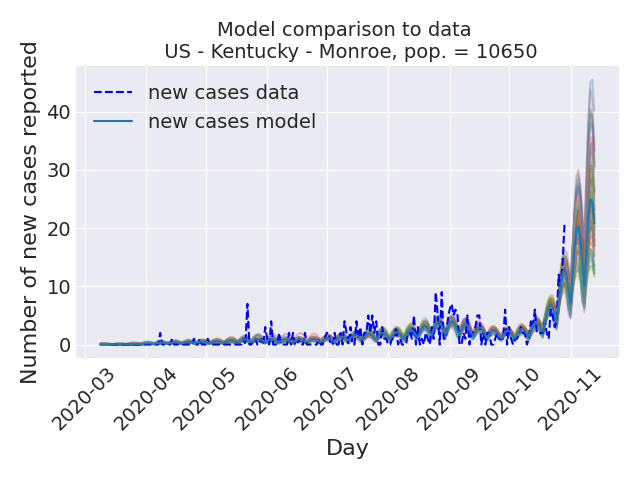 Model comparison to data
US - Kentucky - Monroe, pop. = 10650
Number of new cases reported
new cases data
new cases model
40
30
20
10
0
2020-03
2020-04
2020-05
2020-06
2020-07
2020-08
2020-09
2020-10
2020-11
Day